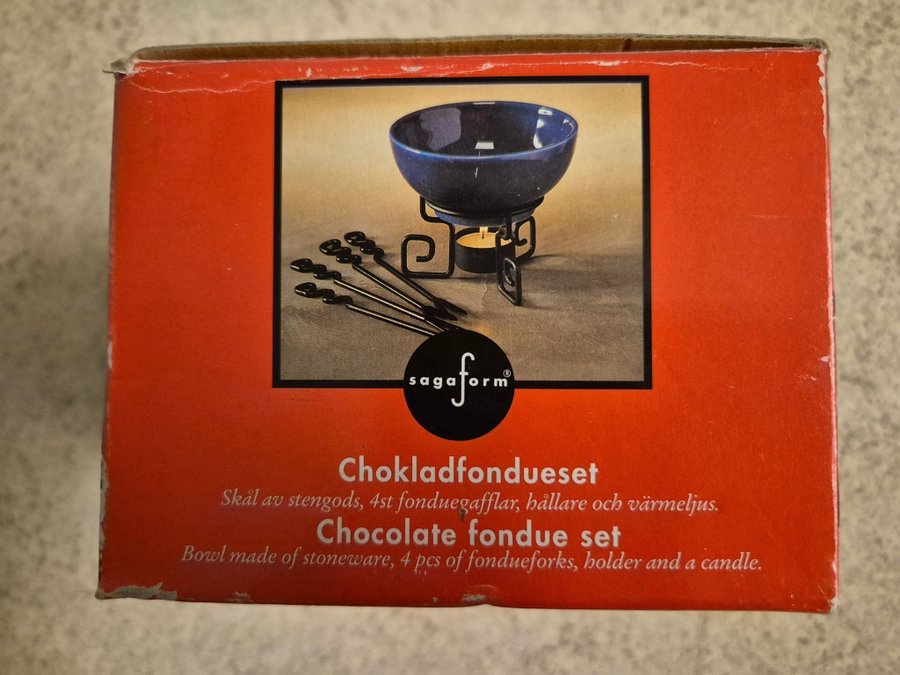 sagaform®
Chokladfondueset
Skål av stengods, 4st fonduegafflar, hållare och värmeljus.
Chocolate fondue set
Bowl made of stoneware, 4 pcs of fondueforks, holder and a candle.